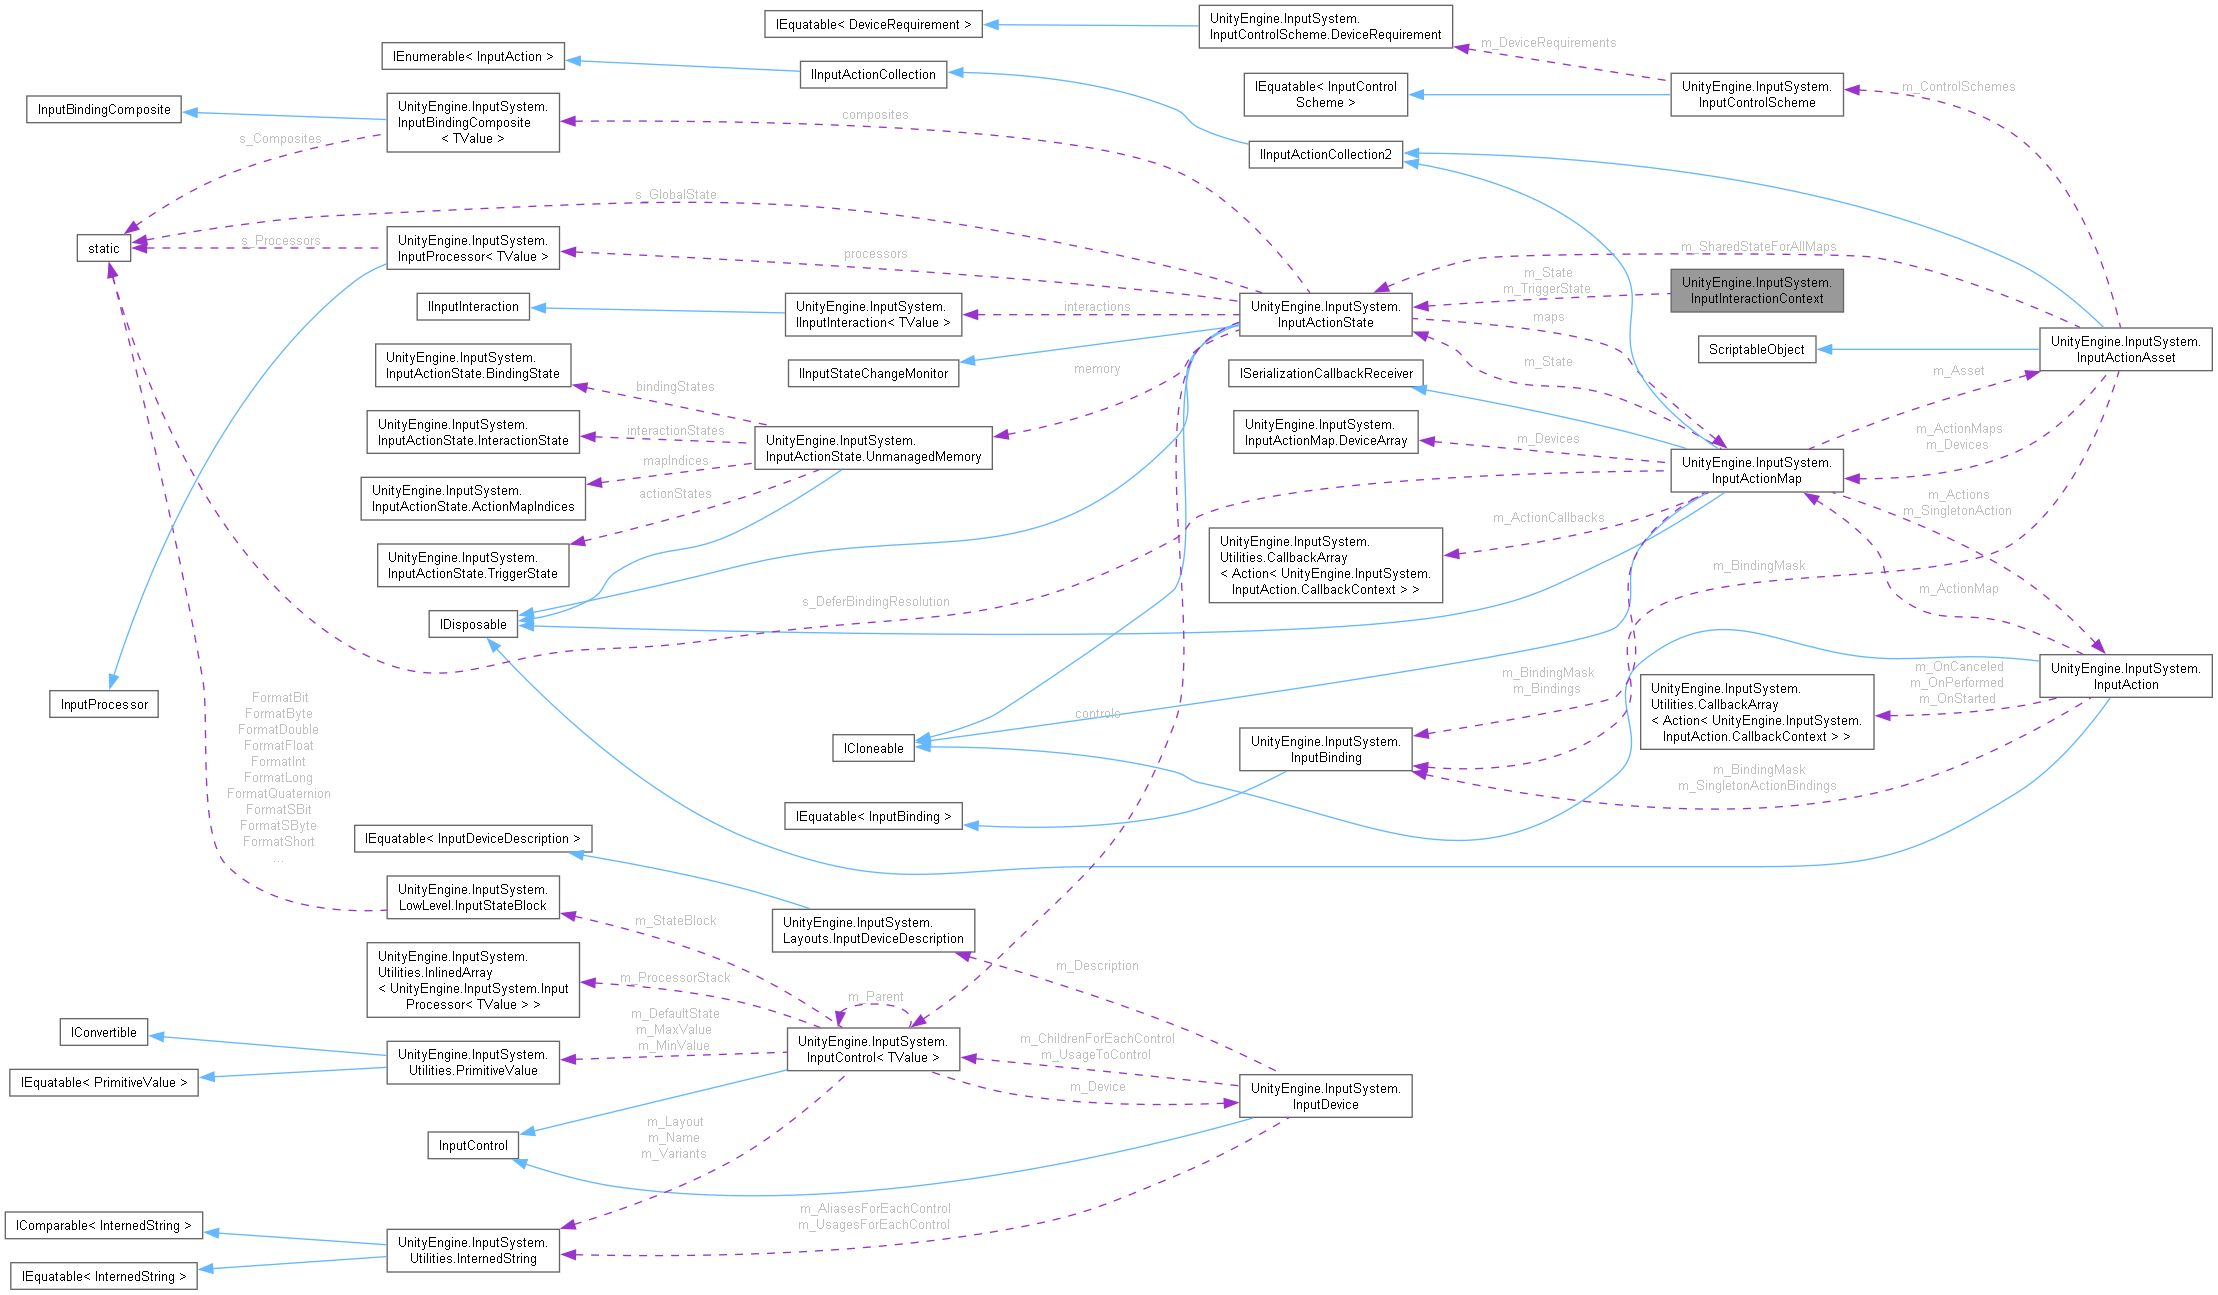 IEquatable< DeviceRequirement >
UnityEngine.InputSystem.
InputControlScheme.DeviceRequirement
m_DeviceRequirements
IEnumerable< InputAction >
IInputActionCollection
IEquatable< InputControl
Scheme >
UnityEngine.InputSystem.
InputControlScheme
m_ControlSchemes
InputBindingComposite
UnityEngine.InputSystem.
InputBindingComposite
< TValue >
composites
s_Composites
IInputActionCollection2
s_GlobalState
static
s_Processors
UnityEngine.InputSystem.
InputProcessor< TValue >
processors
m_SharedStateForAllMaps
m_State
m_TriggerState
UnityEngine.InputSystem.
InputInteractionContext
IInputInteraction
UnityEngine.InputSystem.
IInputInteraction< TValue >
interactions
UnityEngine.InputSystem.
InputActionState
maps
ScriptableObject
UnityEngine.InputSystem.
InputActionAsset
UnityEngine.InputSystem.
InputActionState.BindingState
bindingStates
IInputStateChangeMonitor
memory
ISerializationCallbackReceiver
m_State
m_Asset
UnityEngine.InputSystem.
InputActionState.InteractionState
interactionStates
UnityEngine.InputSystem.
InputActionState.UnmanagedMemory
UnityEngine.InputSystem.
InputActionMap.DeviceArray
m_Devices
m_ActionMaps
m_Devices
mapIndices
UnityEngine.InputSystem.
InputActionMap
UnityEngine.InputSystem.
InputActionState.ActionMapIndices
actionStates
m_Actions
m_SingletonAction
UnityEngine.InputSystem.
Utilities.CallbackArray
< Action< UnityEngine.InputSystem.
InputAction.CallbackContext > >
m_ActionCallbacks
UnityEngine.InputSystem.
InputActionState.TriggerState
m_BindingMask
m_ActionMap
s_DeferBindingResolution
IDisposable
InputProcessor
FormatBit
FormatByte
FormatDouble
FormatFloat
FormatInt
FormatLong
FormatQuaternion
FormatSBit
FormatSByte
FormatShort
...
m_BindingMask
m_Bindings
UnityEngine.InputSystem.
Utilities.CallbackArray
< Action< UnityEngine.InputSystem.
InputAction.CallbackContext > >
m_OnCanceled
m_OnPerformed
m_OnStarted
UnityEngine.InputSystem.
InputAction
controls
ICloneable
UnityEngine.InputSystem.
InputBinding
m_BindingMask
m_SingletonActionBindings
IEquatable< InputBinding >
IEquatable< InputDeviceDescription >
UnityEngine.InputSystem.
LowLevel.InputStateBlock
m_StateBlock
UnityEngine.InputSystem.
Layouts.InputDeviceDescription
m_Description
UnityEngine.InputSystem.
Utilities.InlinedArray
< UnityEngine.InputSystem.Input
Processor< TValue > >
m_ProcessorStack
m_Parent
m_DefaultState
m_MaxValue
m_MinValue
IConvertible
UnityEngine.InputSystem.
Utilities.PrimitiveValue
IEquatable< PrimitiveValue >
UnityEngine.InputSystem.
InputControl< TValue >
m_ChildrenForEachControl
m_UsageToControl
m_Device
UnityEngine.InputSystem.
InputDevice
InputControl
m_Layout
m_Name
m_Variants
m_AliasesForEachControl
m_UsagesForEachControl
IComparable< InternedString >
UnityEngine.InputSystem.
Utilities.InternedString
IEquatable< InternedString >